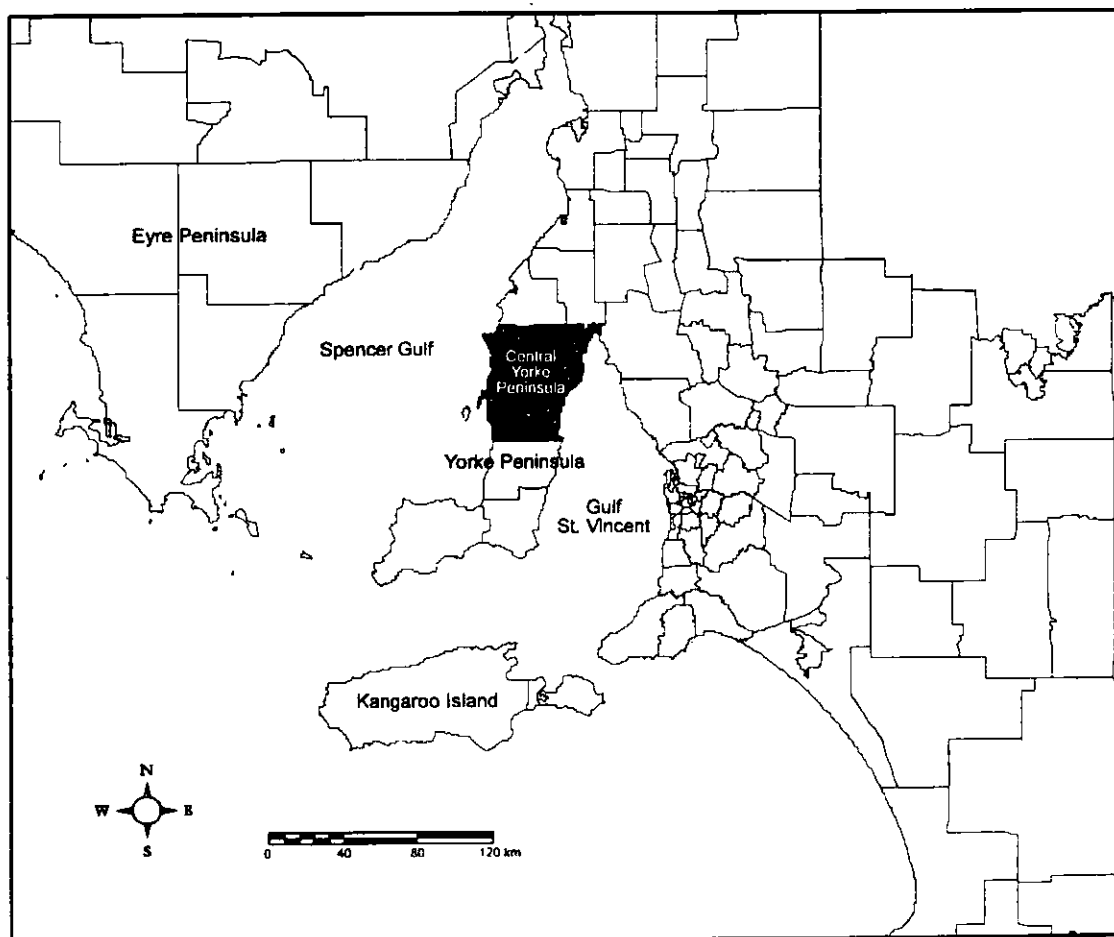 Eyre Peninsula
Spencer Gulf
Central
Yorke
Peninsula
Yorke Peninsula
Gulf
St. Vincent
Kangaroo Island
N
W E
S
0 40 80 120 km